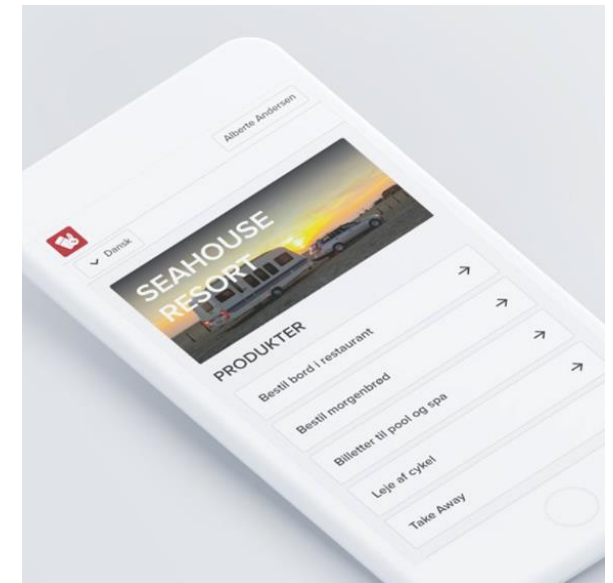 Alberte Andersen
Dansk
SEAHOUSE
RESORT
PRODUKTER
Bestil bord i restaurant
Bestil morgenbrød
Billetter til pool og spa
Leje af cykel
Take Away